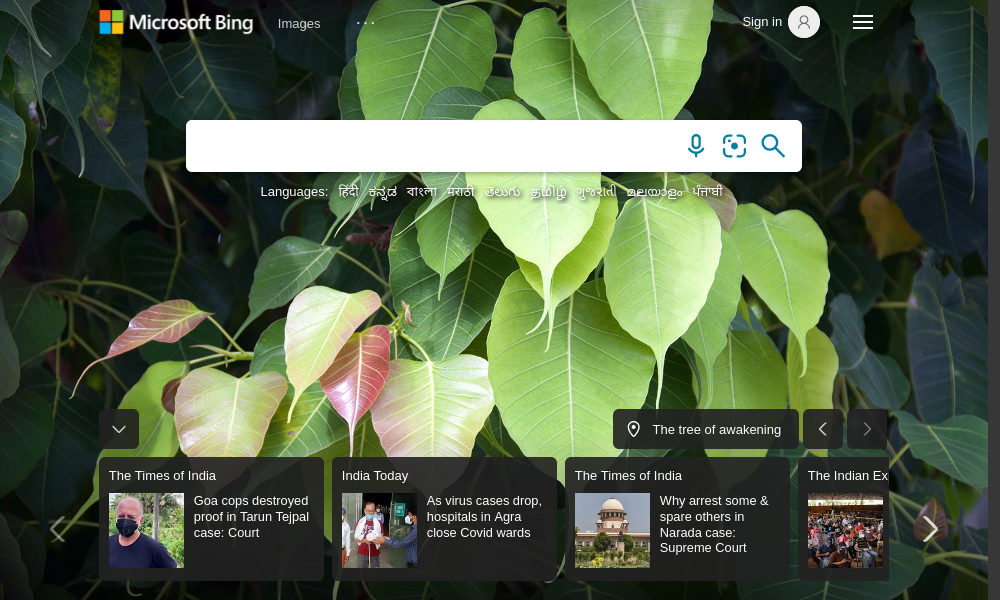 Microsoft Bing
Images
Sign in
Languages: हिंदी ಕನ್ನಡ বাংলা मराठी తెలుగు தமிழ் ગુજરાતી മലയാളം ਪੰਜਾਬੀ
The tree of awakening
The Times of India
Goa cops destroyed
proof in Tarun Tejpal
case: Court
India Today
As virus cases drop,
hospitals in Agra
close Covid wards
The Times of India
Why arrest some &
spare others in
Narada case:
Supreme Court
The Indian Ex